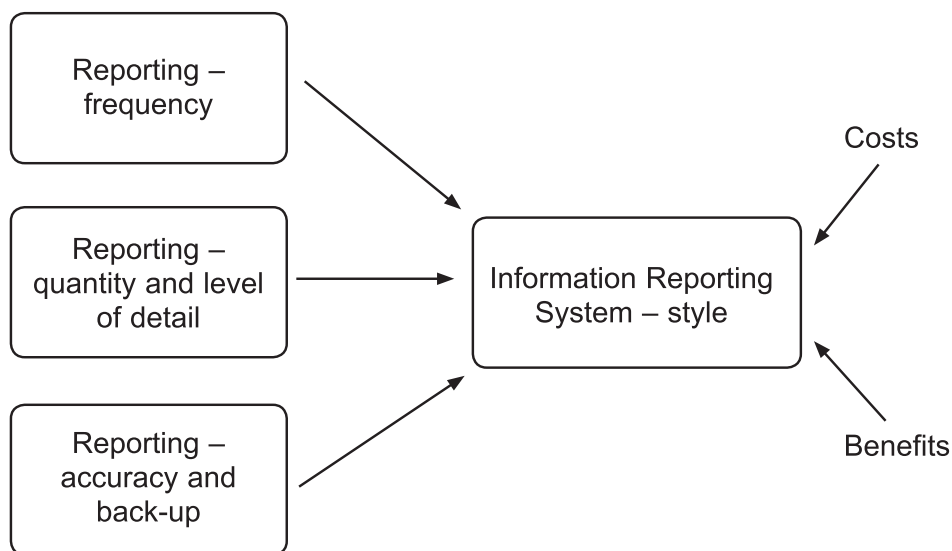 Reporting –
frequency
Reporting –
quantity and level
of detail
Reporting –
accuracy and
back-up
Information Reporting
System – style
Costs
Benefits